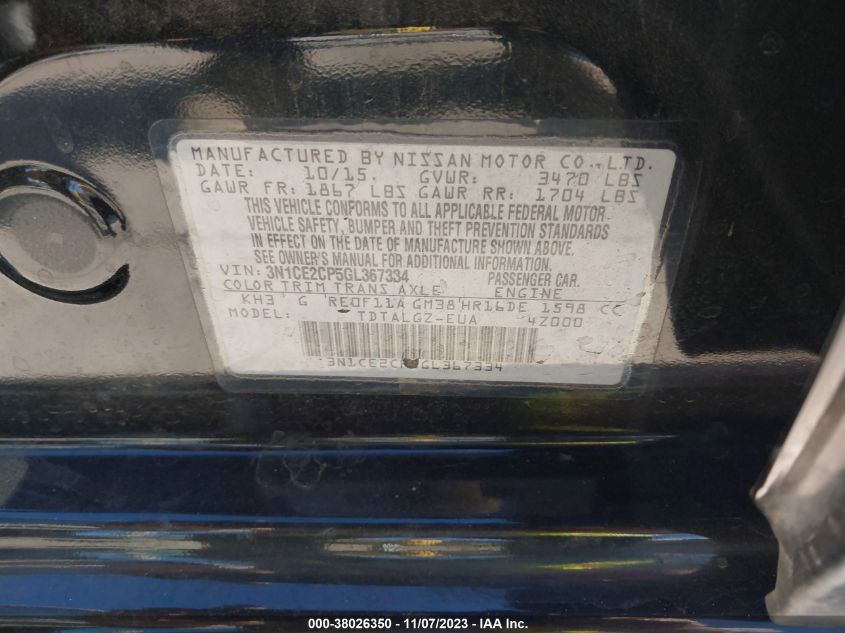 MANUFACTURED BY NISSAN MOTOR CO.,LTD.
DATE: 10/15. GVWR: 3470 LBS
GAWR FR: 1867 LBS GAWR RR: 1704 LBS
THIS VEHICLE CONFORMS TO ALL APPLICABLE FEDERAL MOTOR
VEHICLE SAFETY, BUMPER AND THEFT PREVENTION STANDARDS
IN EFFECT ON THE DATE OF MANUFACTURE SHOWN ABOVE.
SEE OWNER'S MANUAL FOR ADDITIONAL INFORMATION.
VIN: 3N1CE2CP5GL367334 PASSENGER CAR.
COLOR TRIM TRANS AXLE ENGINE
KH3 G RE0F11A GM38 HR16DE 1598 CC
MODEL: TDTALGZ-EUA 4Z000
000-38026350 - 11/07/2023 - IAA Inc.